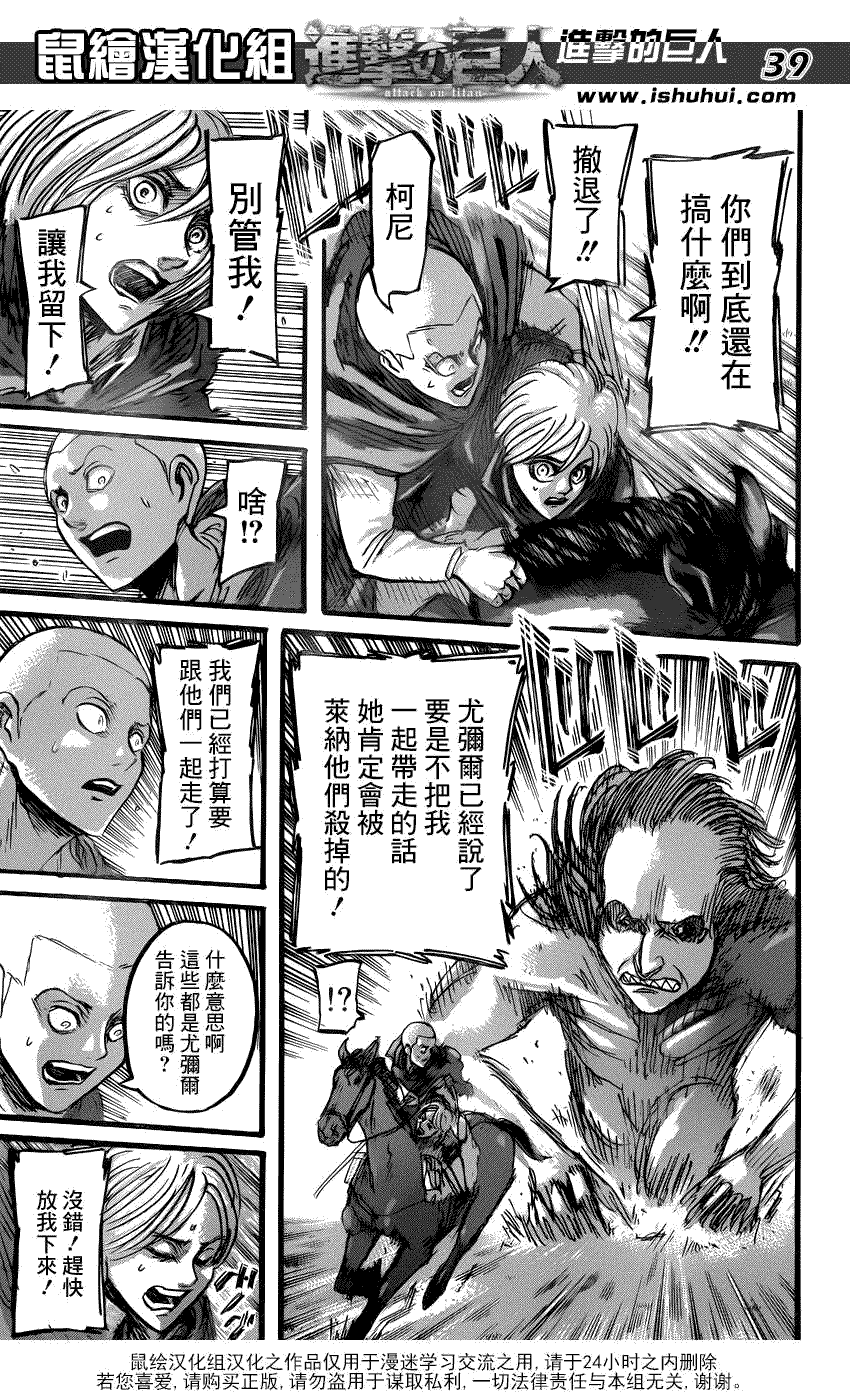 鼠繪漢化組
進撃の巨人
attack on titan
進擊的巨人
39
www.ishuhui.com
你們到底還在
搞什麼啊!!
撤退了!!
柯尼
別管我!
讓我留下!
啥!?
尤彌爾已經說了
要是不把我
一起帶走的話
她肯定會被
萊納他們殺掉的!
!?
我們已經打算要
跟他們一起走了!
什麼意思啊
這些都是尤彌爾
告訴你的嗎?
沒錯!趕快
放我下來!
鼠绘汉化组汉化之作品仅用于漫迷学习交流之用, 请于24小时之内删除
若您喜爱, 请购买正版, 请勿盗用于谋取私利, 一切法律责任与本组无关, 谢谢。